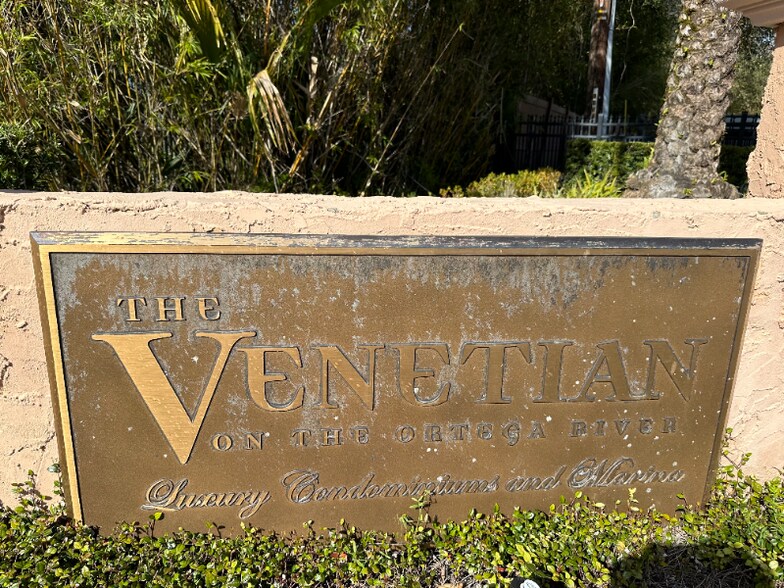 THE
VENETIAN
ON THE ORTEGA RIVER
Luxury Condominiums and Marina